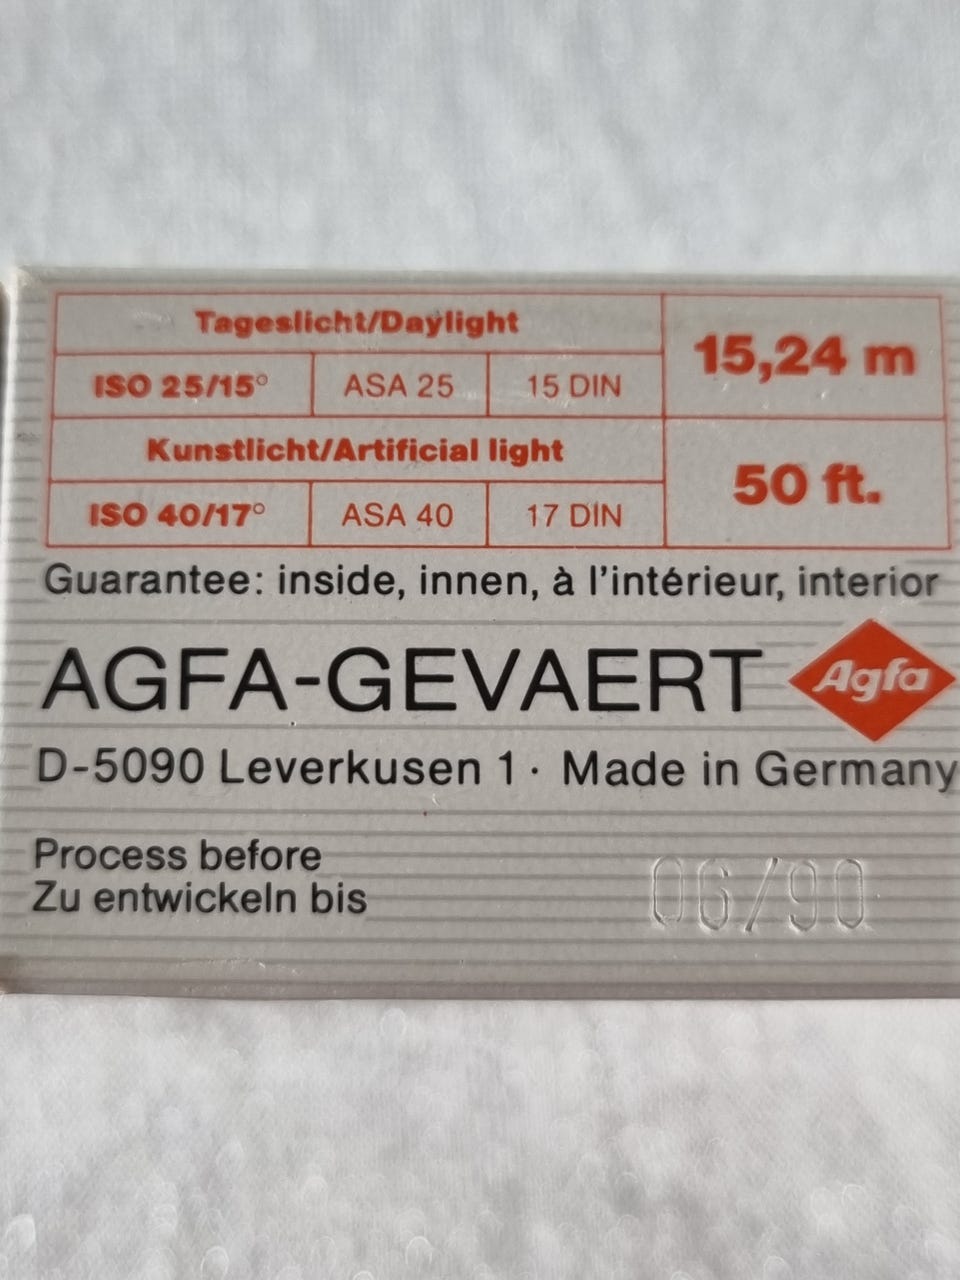 Tageslicht/Daylight
15,24 m
ISO 25/15° ASA 25 15 DIN
Kunstlicht/Artificial light
50 ft.
ISO 40/17° ASA 40 17 DIN
Guarantee: inside, innen, à l'intérieur, interior
AGFA-GEVAERT
Agfa
D-5090 Leverkusen 1 · Made in Germany
Process before
Zu entwickeln bis
06/90